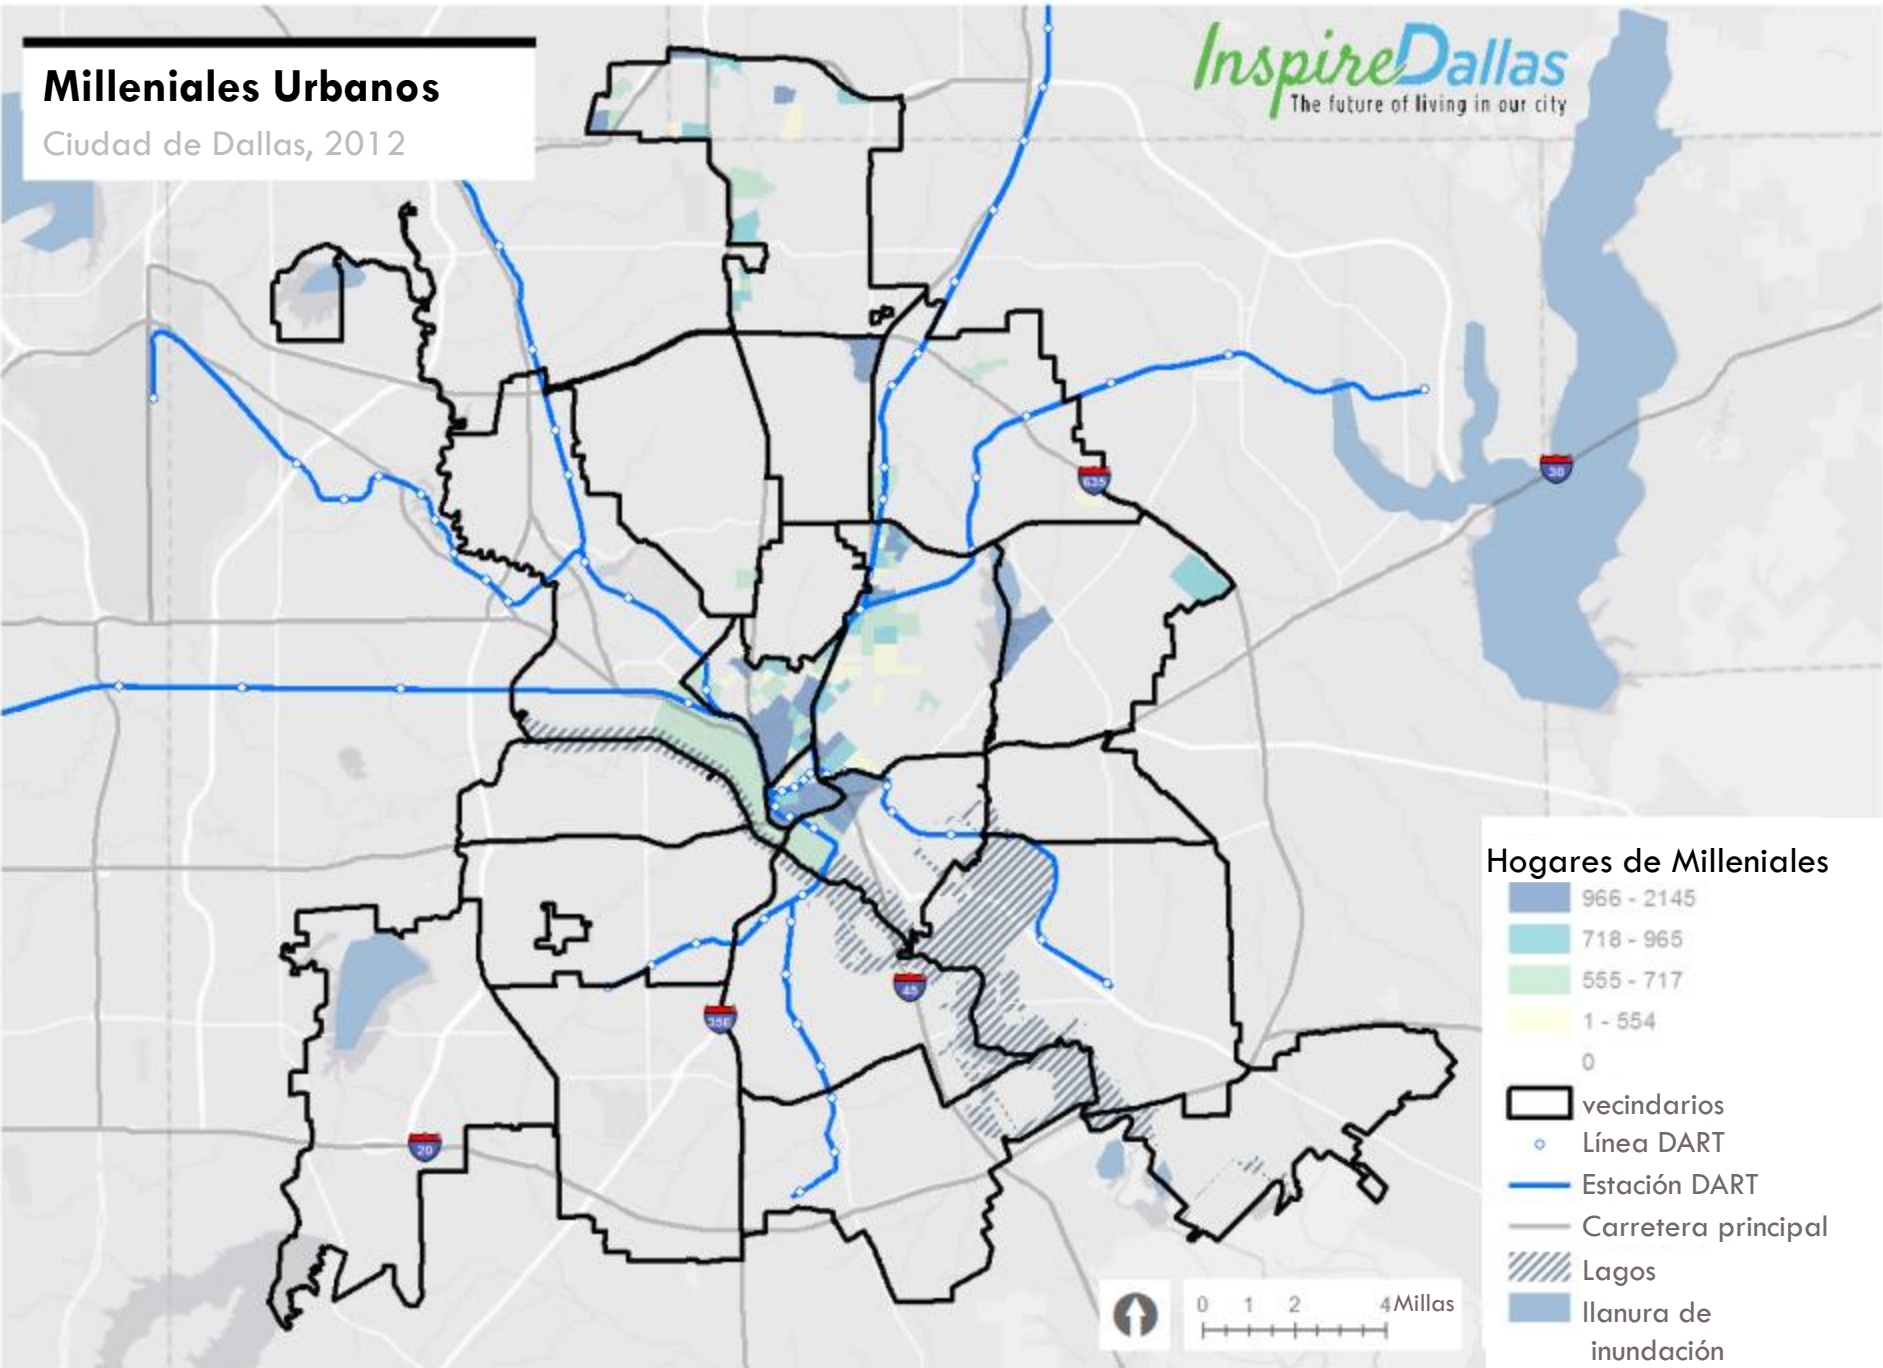 Milleniales Urbanos
Ciudad de Dallas, 2012
InspireDallas
The future of living in our city
635
30
45
35E
20
Hogares de Milleniales
966 - 2145
718 - 965
555 - 717
1 - 554
0
vecindarios
Línea DART
Estación DART
Carretera principal
Lagos
llanura de
inundación
0 1 2 4 Millas